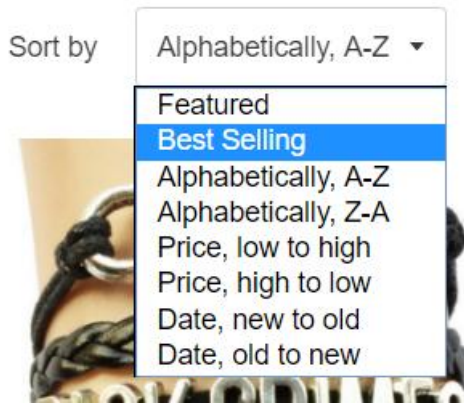 Sort by
Alphabetically, A-Z
Featured
Best Selling
Alphabetically, A-Z
Alphabetically, Z-A
Price, low to high
Price, high to low
Date, new to old
Date, old to new